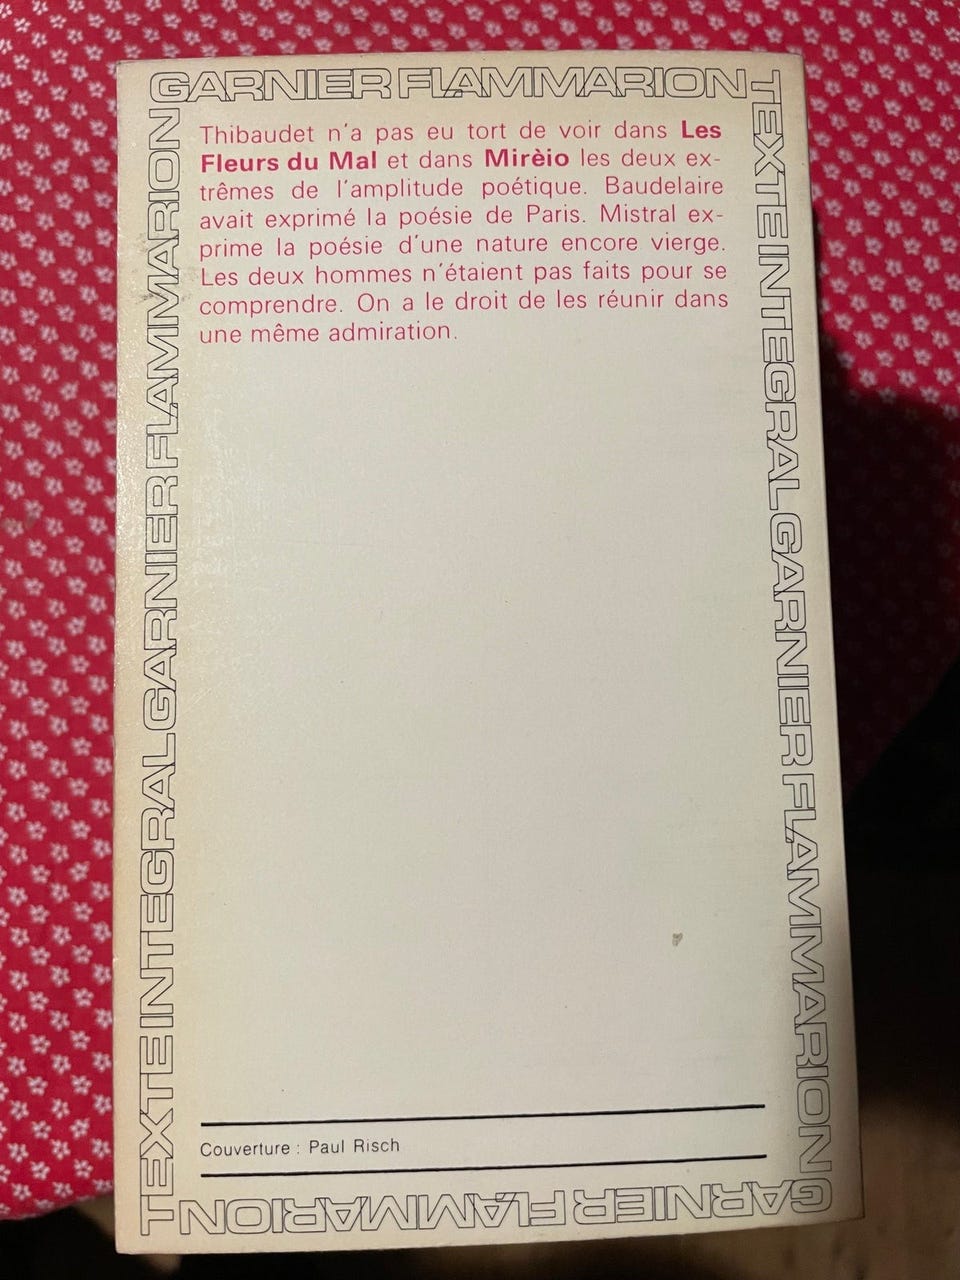 GARNIER FLAMMARION
TEXTE INTEGRAL GARNIER FLAMMARION
Thibaudet n'a pas eu tort de voir dans Les
Fleurs du Mal et dans Mirèio les deux ex-
trêmes de l'amplitude poétique. Baudelaire
avait exprimé la poésie de Paris. Mistral ex-
prime la poésie d'une nature encore vierge.
Les deux hommes n'étaient pas faits pour se
comprendre. On a le droit de les réunir dans
une même admiration.
Couverture : Paul Risch
GARNIER FLAMMARION
TEXTE INTEGRAL GARNIER FLAMMARION